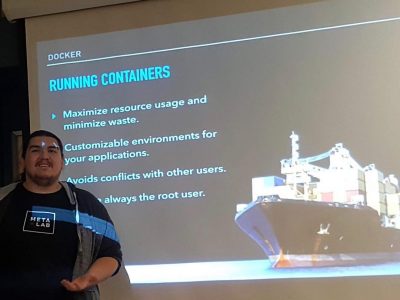 DOCKER
RUNNING CONTAINERS
Maximize resource usage and
minimize waste.
Customizable environments for
your applications.
Avoids conflicts with other users.
always the root user.
META
LAB